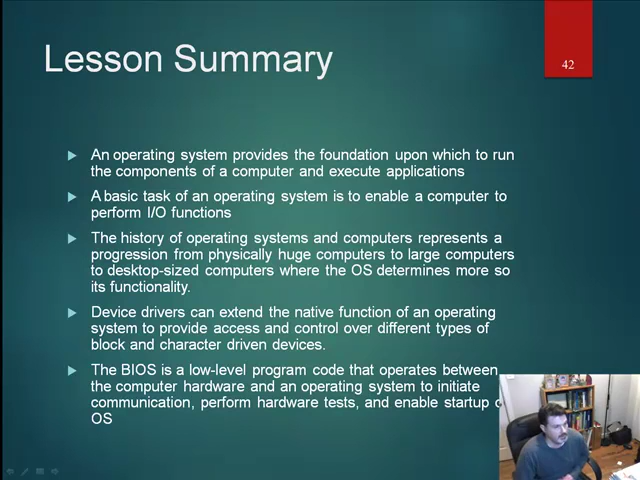 Lesson Summary
42
An operating system provides the foundation upon which to run
the components of a computer and execute applications
A basic task of an operating system is to enable a computer to
perform I/O functions
The history of operating systems and computers represents a
progression from physically huge computers to large computers
to desktop-sized computers where the OS determines more so
its functionality.
Device drivers can extend the native function of an operating
system to provide access and control over different types of
block and character driven devices.
The BIOS is a low-level program code that operates between
the computer hardware and an operating system to initiate
communication, perform hardware tests, and enable startup
OS